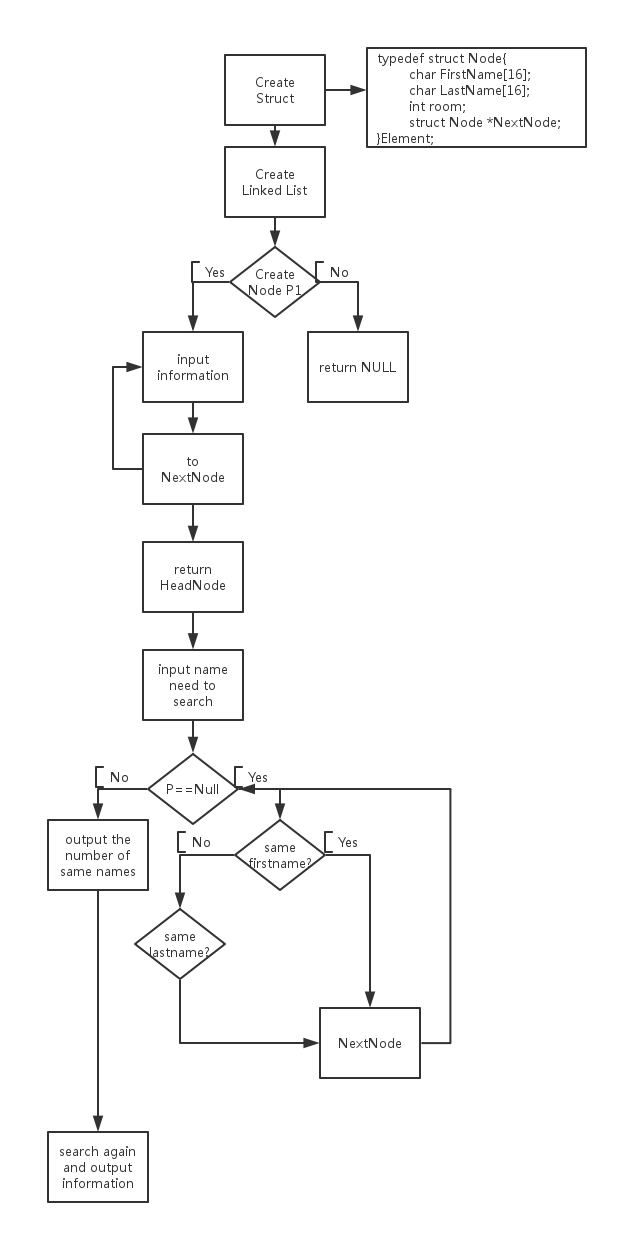 Create
Struct
typedef struct Node{
char FirstName[16];
char LastName[16];
int room;
struct Node *NextNode;
}Element;
Create
Linked List
Yes
Create
Node P1
No
input
information
return NULL
to
NextNode
return
HeadNode
input name
need to
search
No
P==Null
Yes
output the
number of
same names
No
same
firstname?
Yes
same
lastname?
NextNode
search again
and output
information